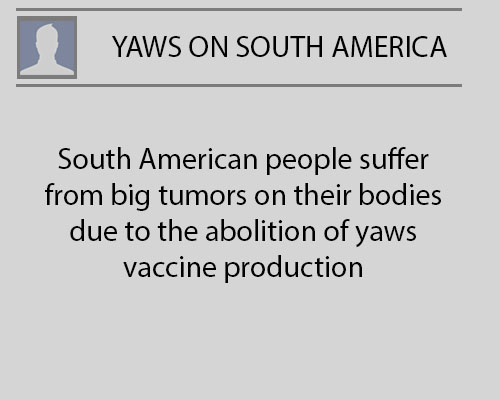 YAWS ON SOUTH AMERICA
South American people suffer
from big tumors on their bodies
due to the abolition of yaws
vaccine production